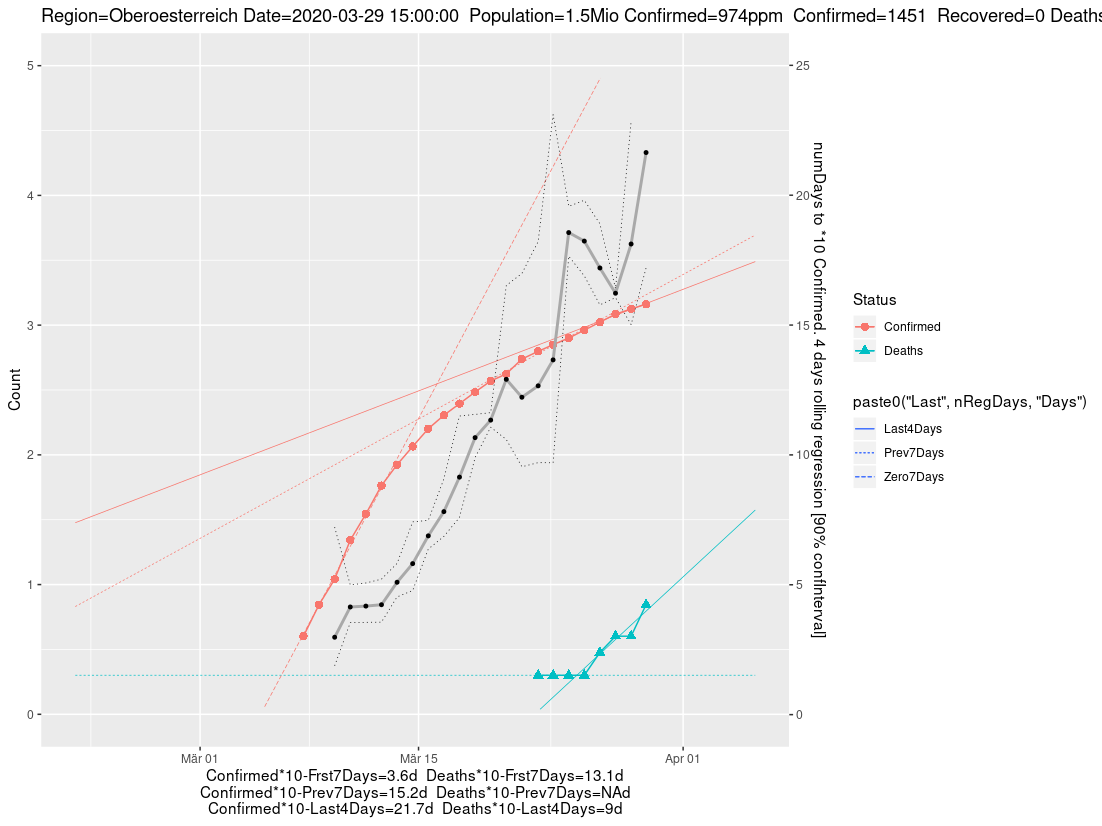 Region=Oberoesterreich Date=2020-03-29 15:00:00  Population=1.5Mio Confirmed=974ppm  Confirmed=1451  Recovered=0 Deaths
5
4
3
2
1
0
Count
25
20
15
10
5
0
numDays to *10 Confirmed. 4 days rolling regression [90% confInterval]
Mär 01
Mär 15
Apr 01
Confirmed*10-Frst7Days=3.6d  Deaths*10-Frst7Days=13.1d
Confirmed*10-Prev7Days=15.2d  Deaths*10-Prev7Days=NAd
Confirmed*10-Last4Days=21.7d  Deaths*10-Last4Days=9d
Status
Confirmed
Deaths
paste0("Last", nRegDays, "Days")
Last4Days
Prev7Days
Zero7Days